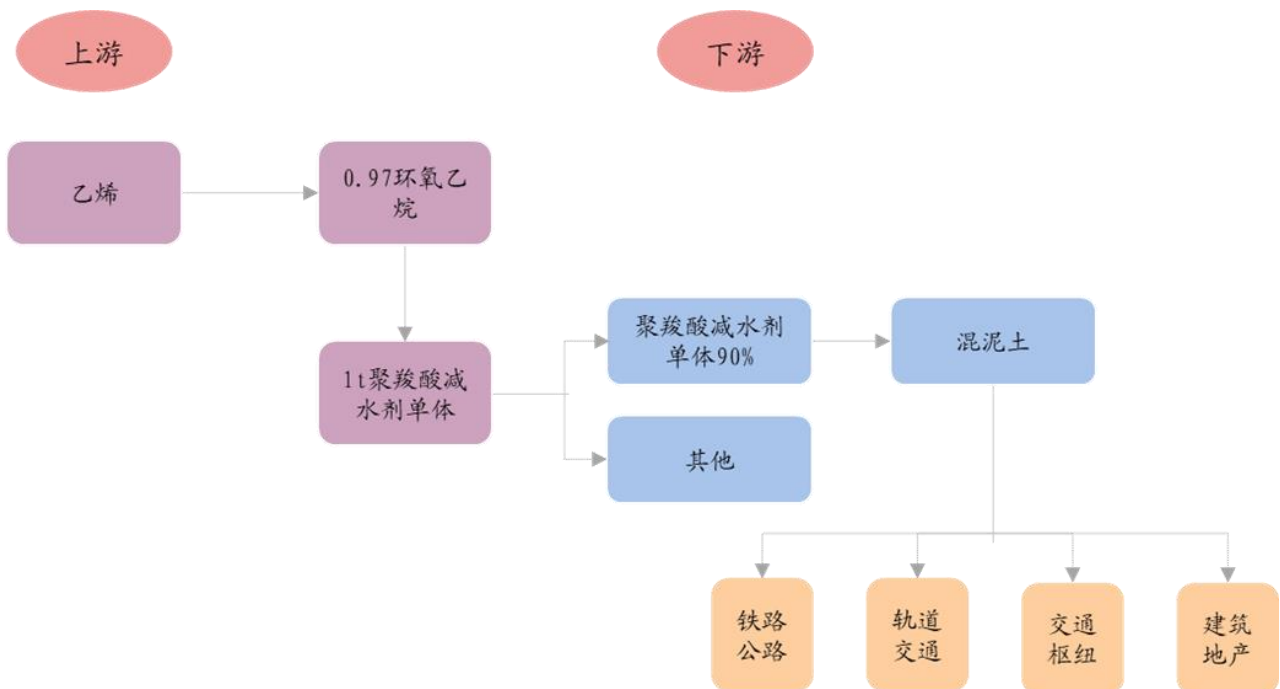 上游
下游
乙烯
0.97环氧乙
烷
1t聚羧酸减
水剂单体
聚羧酸减水剂
单体90%
混泥土
其他
铁路
公路
轨道
交通
交通
枢纽
建筑
地产